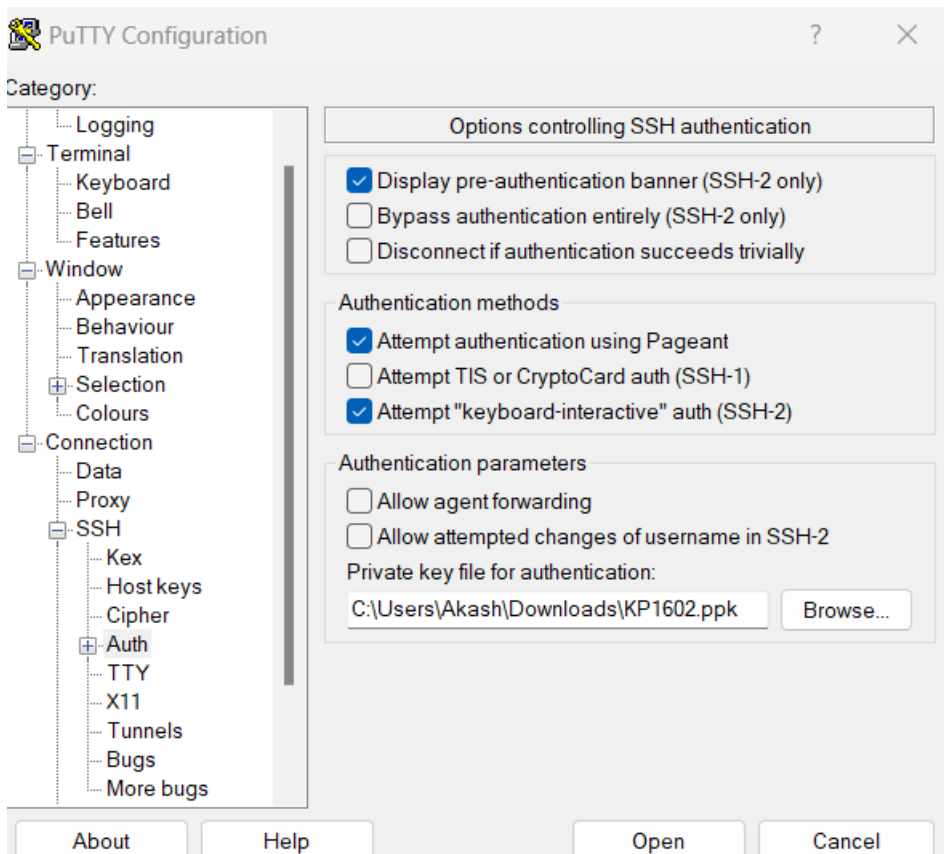 PuTTY Configuration
?
Category:
Logging
Terminal
Keyboard
Bell
Features
Window
Appearance
Behaviour
Translation
Selection
Colours
Connection
Data
Proxy
SSH
Kex
Host keys
Cipher
Auth
TTY
X11
Tunnels
Bugs
More bugs
Options controlling SSH authentication
Display pre-authentication banner (SSH-2 only)
Bypass authentication entirely (SSH-2 only)
Disconnect if authentication succeeds trivially
Authentication methods
Attempt authentication using Pageant
Attempt TIS or CryptoCard auth (SSH-1)
Attempt "keyboard-interactive" auth (SSH-2)
Authentication parameters
Allow agent forwarding
Allow attempted changes of username in SSH-2
Private key file for authentication:
C:\Users\Akash\Downloads\KP1602.ppk
Browse...
About
Help
Open
Cancel